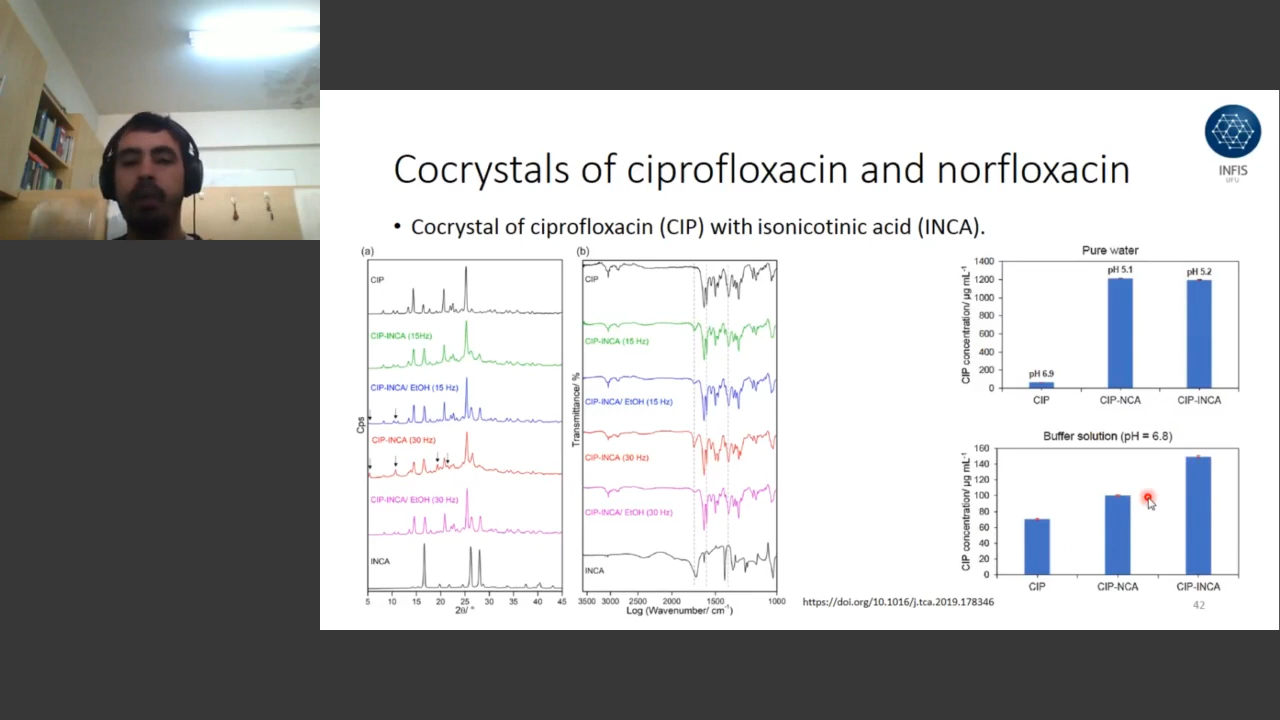 INFIS
UFU
Cocrystals of ciprofloxacin and norfloxacin
• Cocrystal of ciprofloxacin (CIP) with isonicotinic acid (INCA).
(a)
CIP
CIP-INCA (15Hz)
CIP-INCA/ EtOH (15 Hz)
CIP-INCA (30 Hz)
CIP-INCA/ EtOH (30 Hz)
INCA
Cps
5 10 15 20 25 30 35 40 45
2θ/ °
(b)
CIP
CIP-INCA (15 Hz)
CIP-INCA/ EtOH (15 Hz)
CIP-INCA (30 Hz)
CIP-INCA/ EtOH (30 Hz)
INCA
Transmittance/ %
3500 3000 2500 2000 1500 1000
Log (Wavenumber/ cm⁻¹)
Pure water
CIP concentration/ µg mL⁻¹
1400
1200
1000
800
600
400
200
0
pH 6.9
pH 5.1
pH 5.2
CIP CIP-NCA CIP-INCA
Buffer solution (pH = 6.8)
CIP concentration/ µg mL⁻¹
160
140
120
100
80
60
40
20
0
CIP CIP-NCA CIP-INCA
https://doi.org/10.1016/j.tca.2019.178346
42